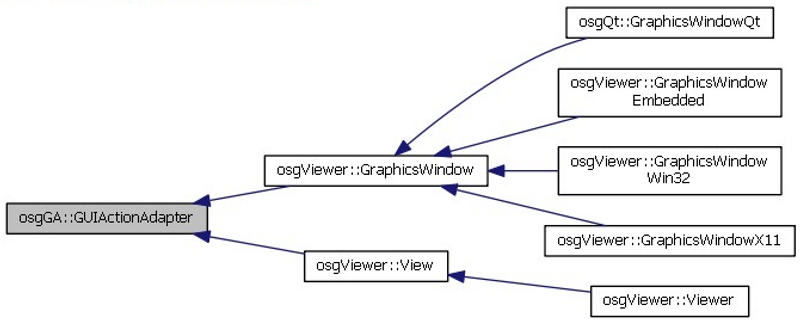 osgQt::GraphicsWindowQt
osgViewer::GraphicsWindow
Embedded
osgViewer::GraphicsWindow
osgViewer::GraphicsWindow
Win32
osgGA::GUIActionAdapter
osgViewer::GraphicsWindowX11
osgViewer::View
osgViewer::Viewer